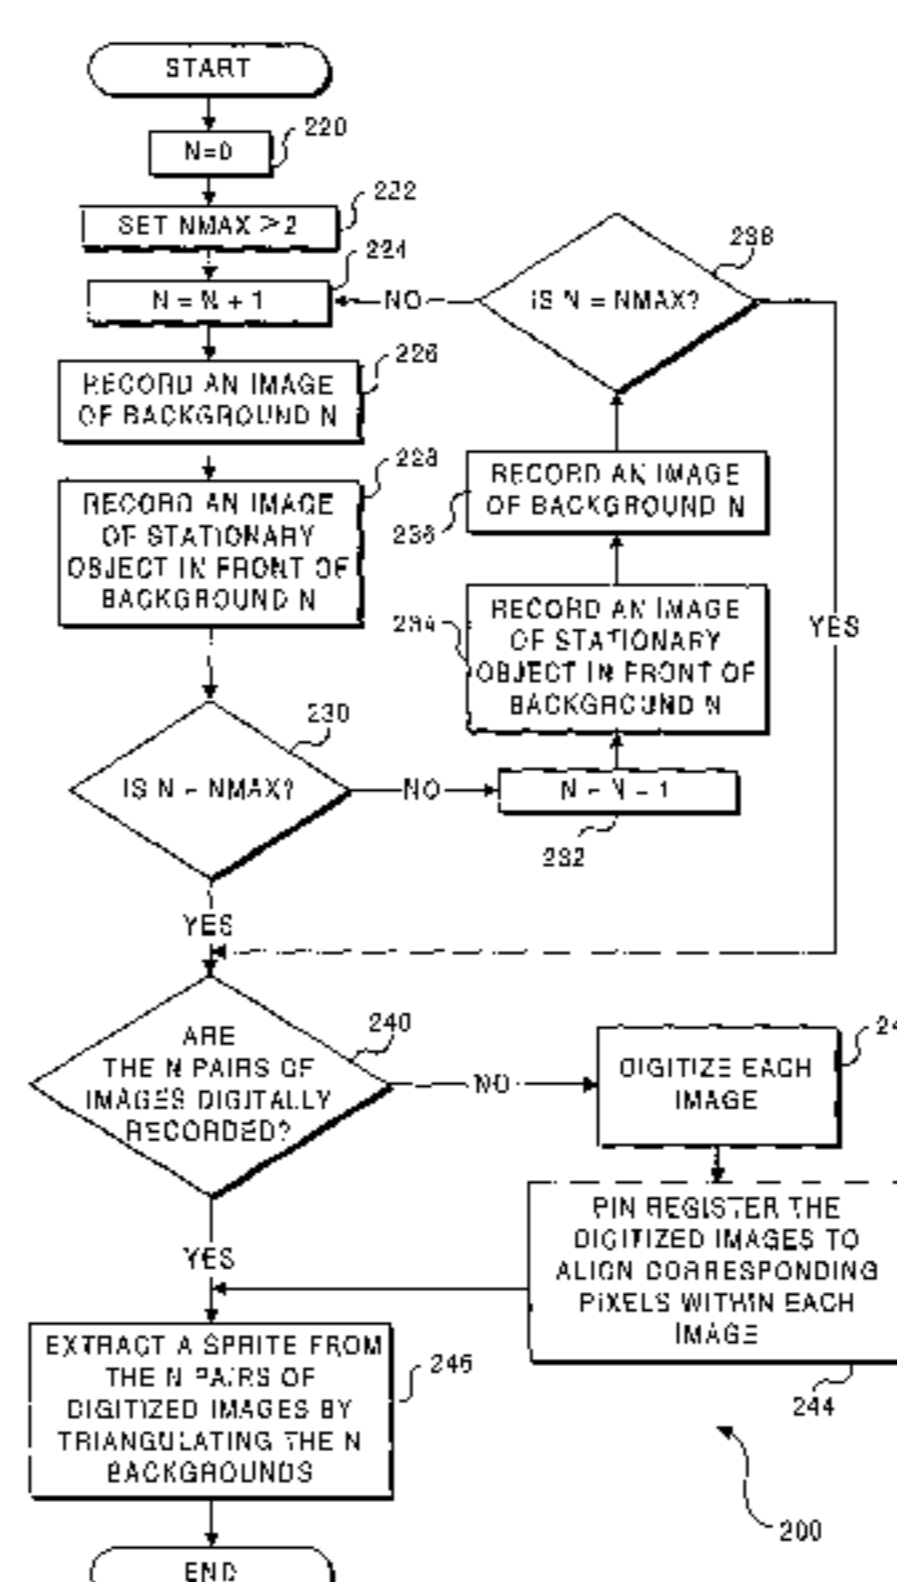 START
220
N=0
222
SET NMAX ≥ 2
224
N = N + 1
NO
IS N = NMAX?
238
226
RECORD AN IMAGE
OF BACKGROUND N
228
RECORD AN IMAGE
OF STATIONARY
OBJECT IN FRONT OF
BACKGROUND N
RECORD AN IMAGE
OF BACKGROUND N
236
RECORD AN IMAGE
OF STATIONARY
OBJECT IN FRONT OF
BACKGROUND N
234
YES
230
IS N = NMAX?
NO
232
YES
240
ARE
THE N PAIRS OF
IMAGES DIGITALLY
RECORDED?
NO
DIGITIZE EACH
IMAGE
PIN REGISTER THE
DIGITIZED IMAGES TO
ALIGN CORRESPONDING
PIXELS WITHIN EACH
IMAGE
244
YES
EXTRACT A SPRITE FROM
THE N PAIRS OF
DIGITIZED IMAGES BY
TRIANGULATING THE N
BACKGROUNDS
246
200
END